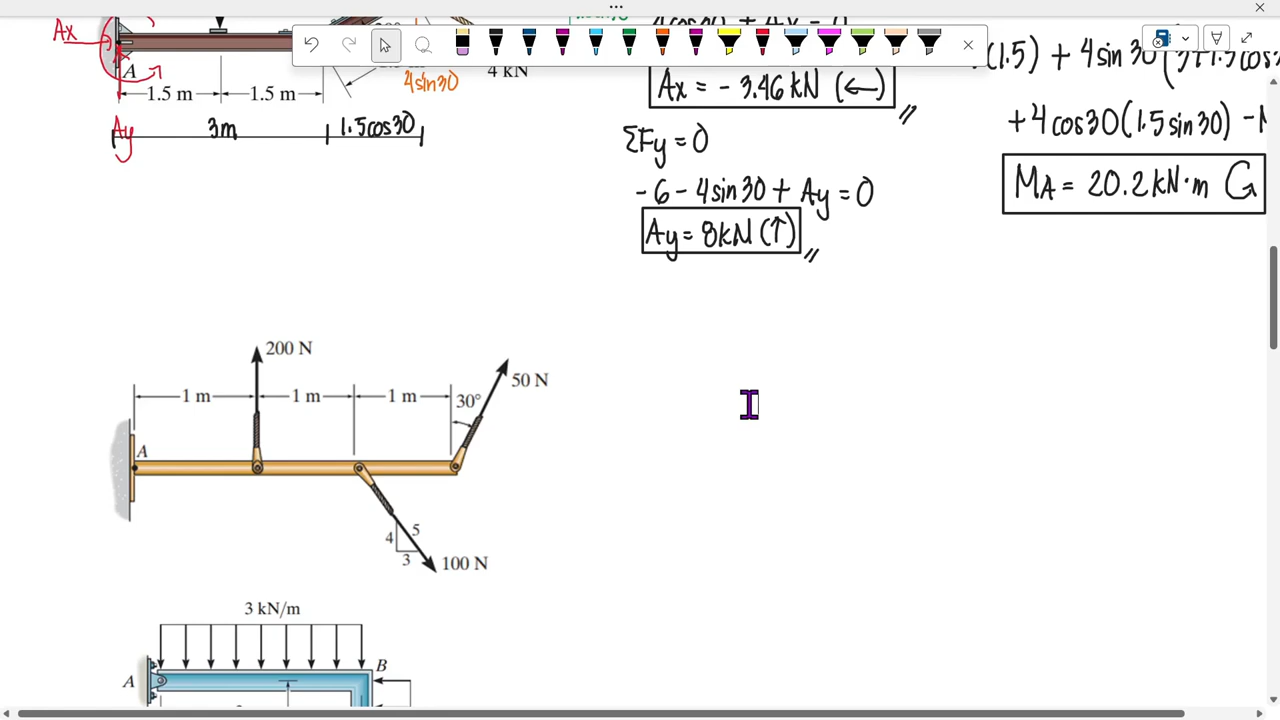 Ax
A
1.5 m
1.5 m
Ay
3m
1.5cos30
4sin30
4 kN
Ax = - 3.46 kN (←)
ΣFy = 0
- 6 - 4sin30 + Ay = 0
Ay = 8kN (↑)
(1.5) + 4sin 30
+ 4cos30(1.5sin30) - M
MA = 20.2 kN·m
200 N
50 N
1 m
1 m
1 m
30°
A
5
4
3
100 N
3 kN/m
B
A